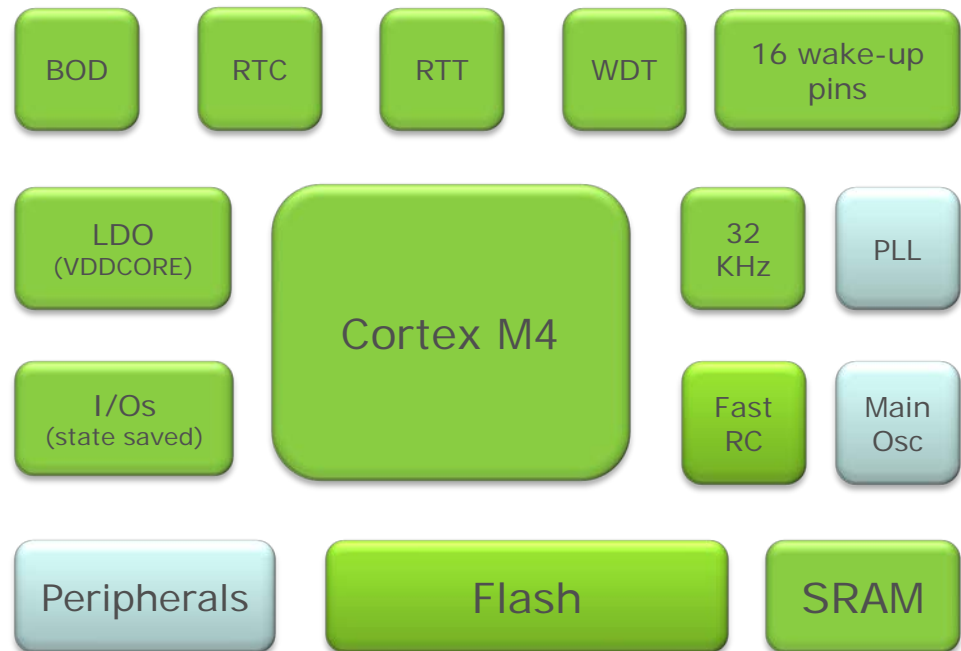 BOD
RTC
RTT
WDT
16 wake-up
pins
LDO
(VDDCORE)
Cortex M4
32
KHz
PLL
I/Os
(state saved)
Fast
RC
Main
Osc
Peripherals
Flash
SRAM